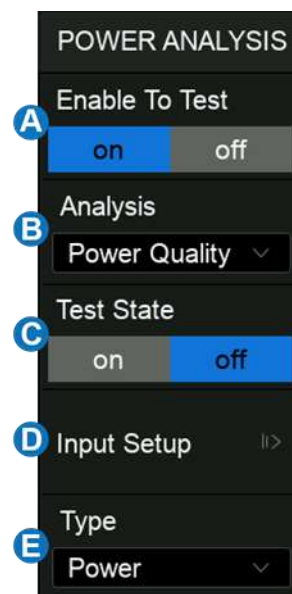 POWER ANALYSIS
Enable To Test
A
on off
Analysis
B
Power Quality
Test State
C
on off
D
Input Setup
Type
E
Power